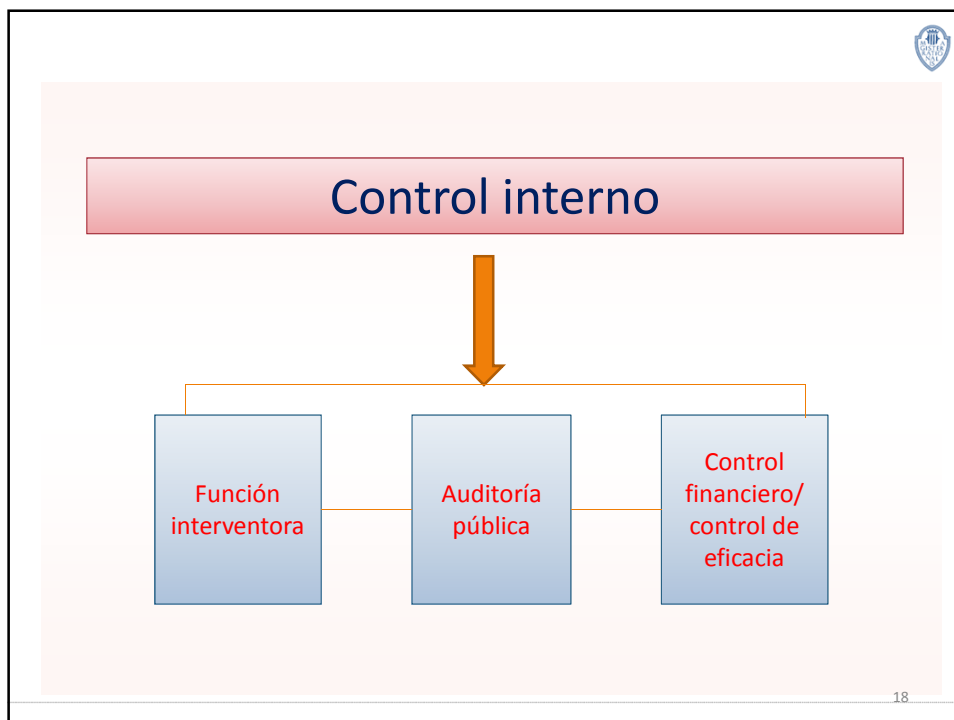 Control interno
Función
interventora
Auditoría
pública
Control
financiero/
control de
eficacia
18